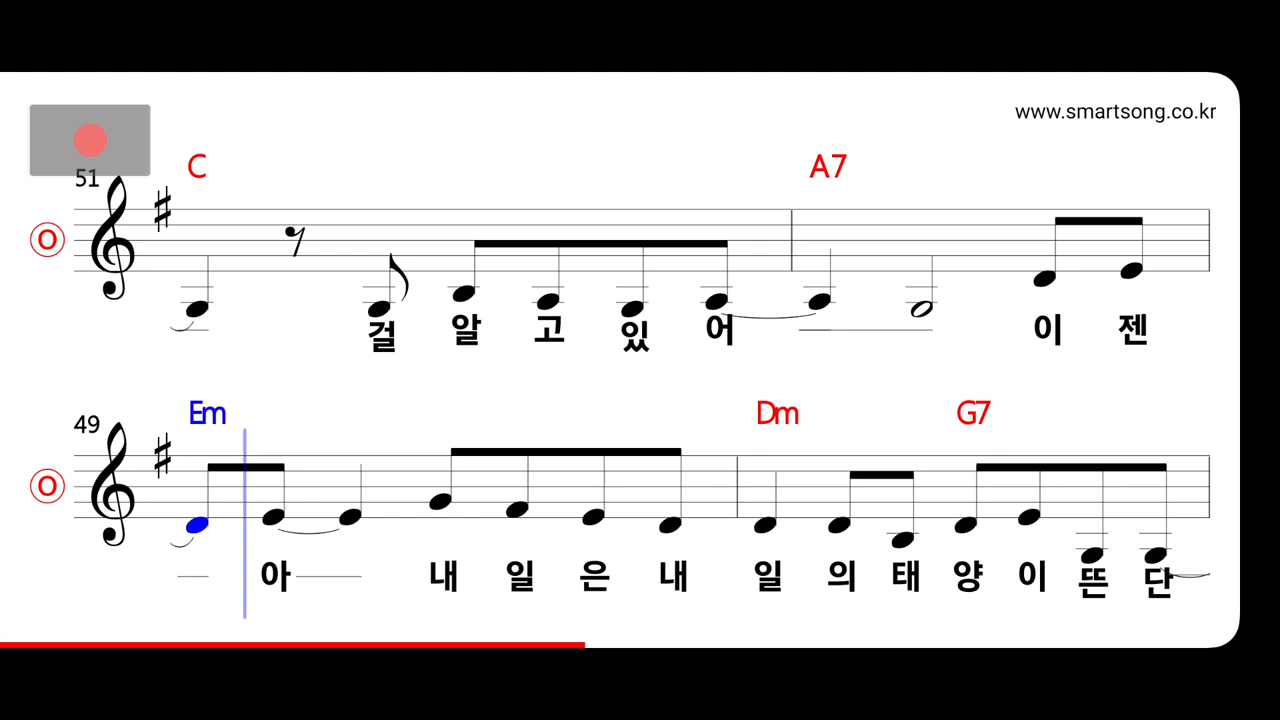 www.smartsong.co.kr
C A7
51
O
걸 알 고 있 어 이 젠
Em Dm G7
49
O
아 내 일 은 내 일 의 태 양 이 뜬 단